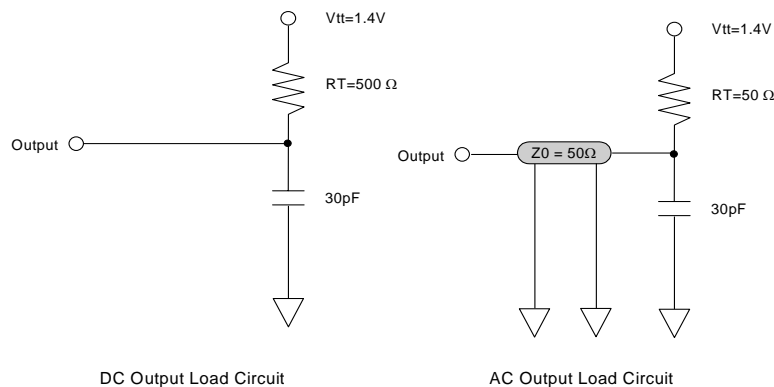 Vtt=1.4V
RT=500 Ω
Output
30pF
DC Output Load Circuit
Vtt=1.4V
RT=50 Ω
Output
Z0 = 50Ω
30pF
AC Output Load Circuit